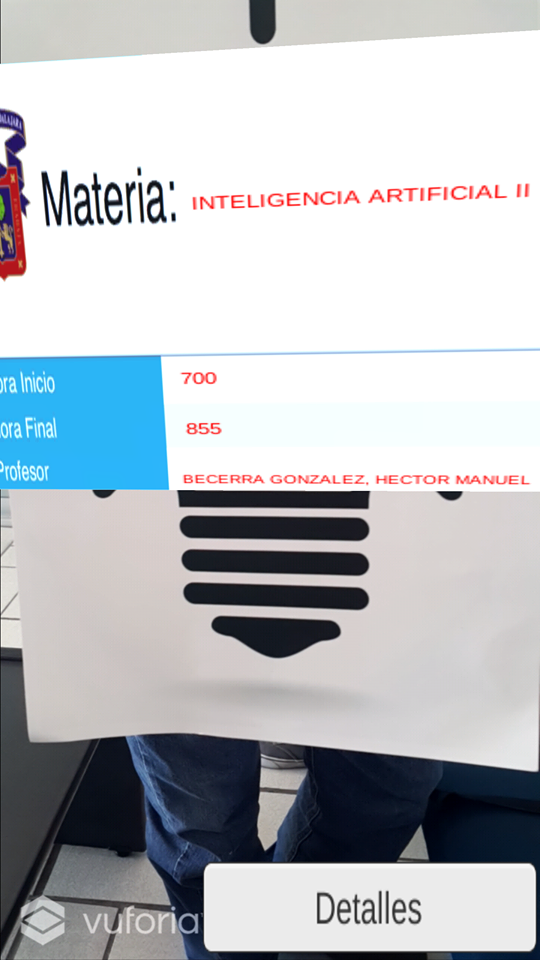 Materia: INTELIGENCIA ARTIFICIAL II
ora Inicio 700
ora Final 855
Profesor BECERRA GONZALEZ, HECTOR MANUEL
Detalles
vuforia